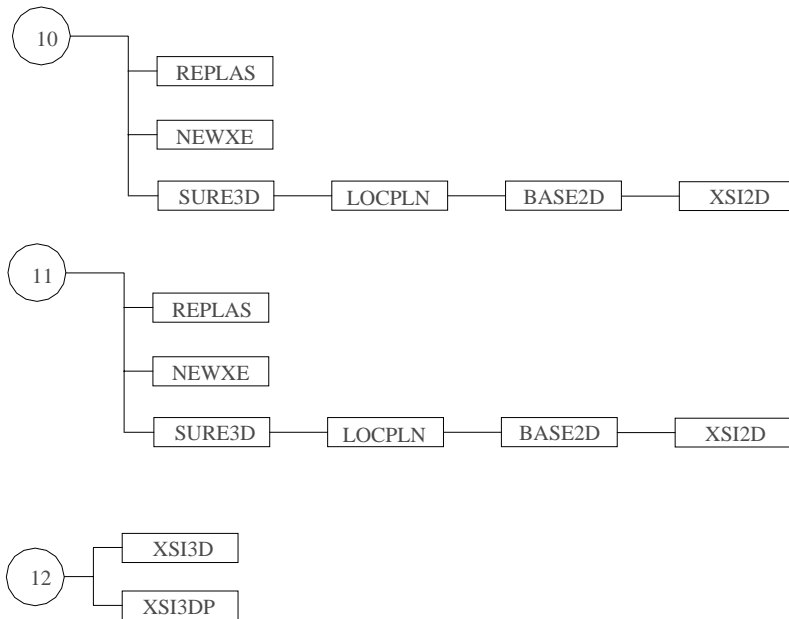 10
REPLAS
NEWXE
SURE3D LOCPLN BASE2D XSI2D
11
REPLAS
NEWXE
SURE3D LOCPLN BASE2D XSI2D
12
XSI3D
XSI3DP